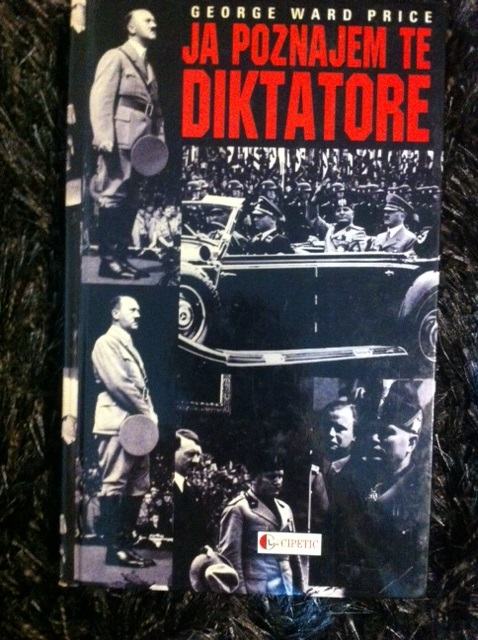 GEORGE WARD PRICE
JA POZNAJEM TE
DIKTATORE
CIPETIC